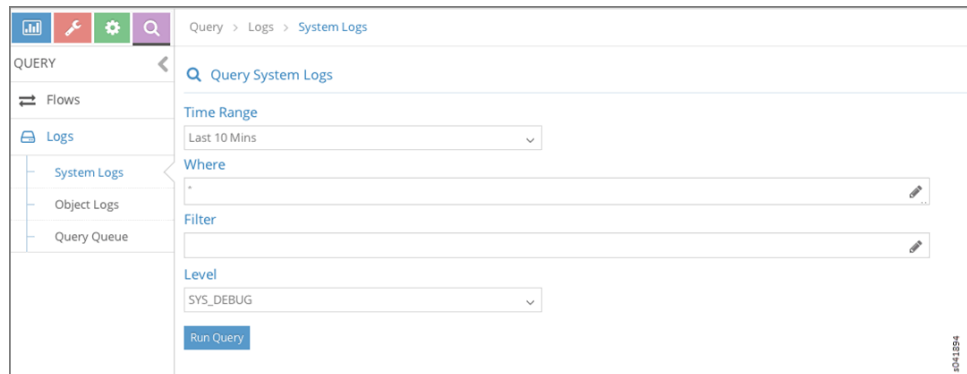 Query > Logs > System Logs
QUERY
Flows
Logs
System Logs
Object Logs
Query Queue
Query System Logs
Time Range
Last 10 Mins
Where
*
Filter
Level
SYS_DEBUG
Run Query
s041894